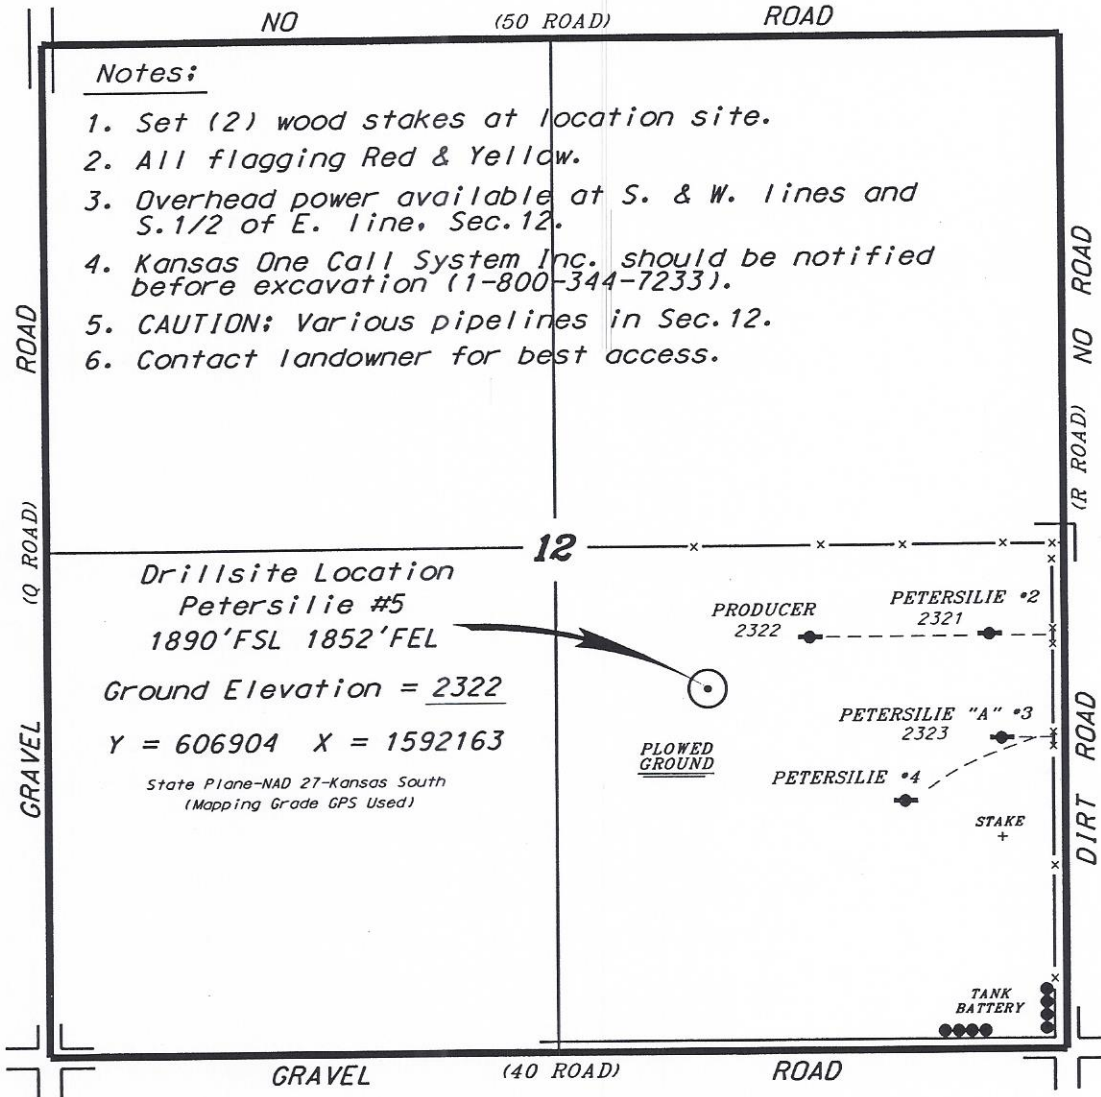 NO (50 ROAD) ROAD
Notes:
1. Set (2) wood stakes at location site.
2. All flagging Red & Yellow.
3. Overhead power available at S. & W. lines and
S.1/2 of E. line, Sec.12.
4. Kansas One Call System Inc. should be notified
before excavation (1-800-344-7233).
5. CAUTION: Various pipelines in Sec.12.
6. Contact landowner for best access.
GRAVEL (Q ROAD) ROAD
DIRT ROAD (R ROAD) NO ROAD
12
Drillsite Location
Petersilie #5
1890'FSL 1852'FEL
Ground Elevation = 2322
Y = 606904 X = 1592163
State Plane-NAD 27-Kansas South
(Mapping Grade GPS Used)
PRODUCER
2322
PETERSILIE #2
2321
PETERSILIE "A" #3
2323
PLOWED
GROUND
PETERSILIE #4
STAKE
TANK
BATTERY
GRAVEL (40 ROAD) ROAD